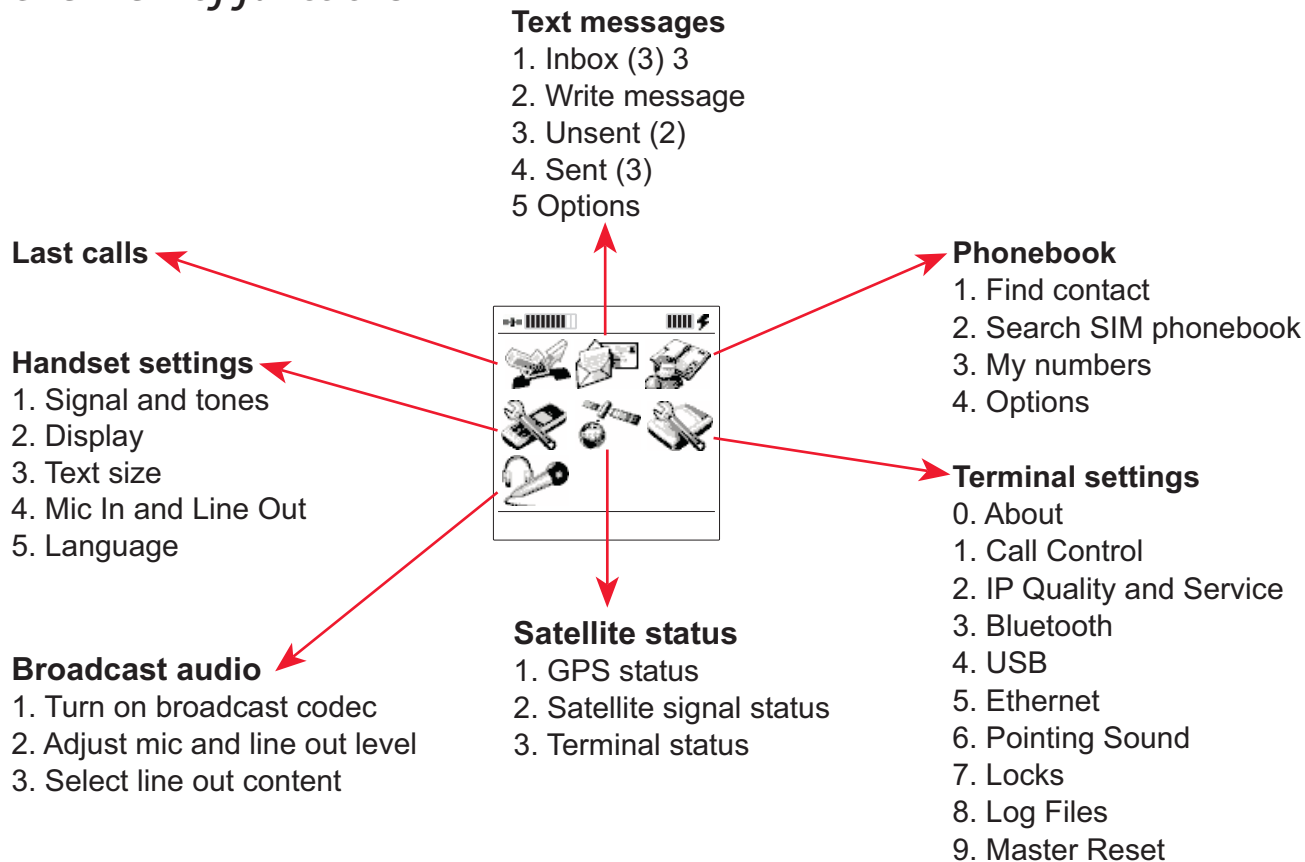 Text messages
1. Inbox (3) 3
2. Write message
3. Unsent (2)
4. Sent (3)
5 Options
Last calls
Handset settings
1. Signal and tones
2. Display
3. Text size
4. Mic In and Line Out
5. Language
Broadcast audio
1. Turn on broadcast codec
2. Adjust mic and line out level
3. Select line out content
Satellite status
1. GPS status
2. Satellite signal status
3. Terminal status
Phonebook
1. Find contact
2. Search SIM phonebook
3. My numbers
4. Options
Terminal settings
0. About
1. Call Control
2. IP Quality and Service
3. Bluetooth
4. USB
5. Ethernet
6. Pointing Sound
7. Locks
8. Log Files
9. Master Reset